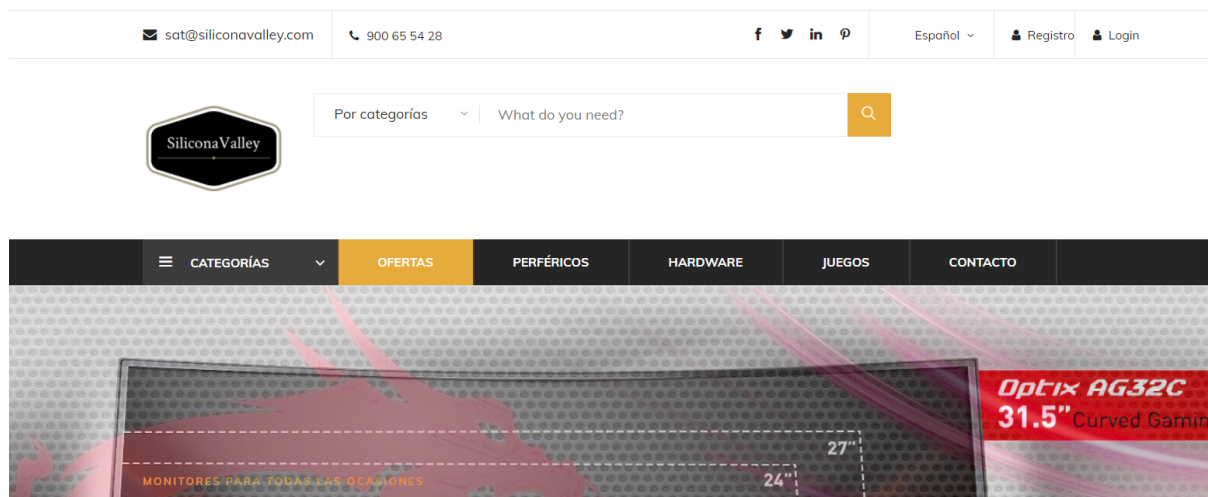 sat@siliconavalley.com
900 65 54 28
Español
Registro
Login
SiliconaValley
Por categorías
What do you need?
CATEGORÍAS
OFERTAS
PERFÉRICOS
HARDWARE
JUEGOS
CONTACTO
Optix AG32C
31.5" Curved Gamin
27"
24"
MONITORES PARA TODAS LAS OCASIONES